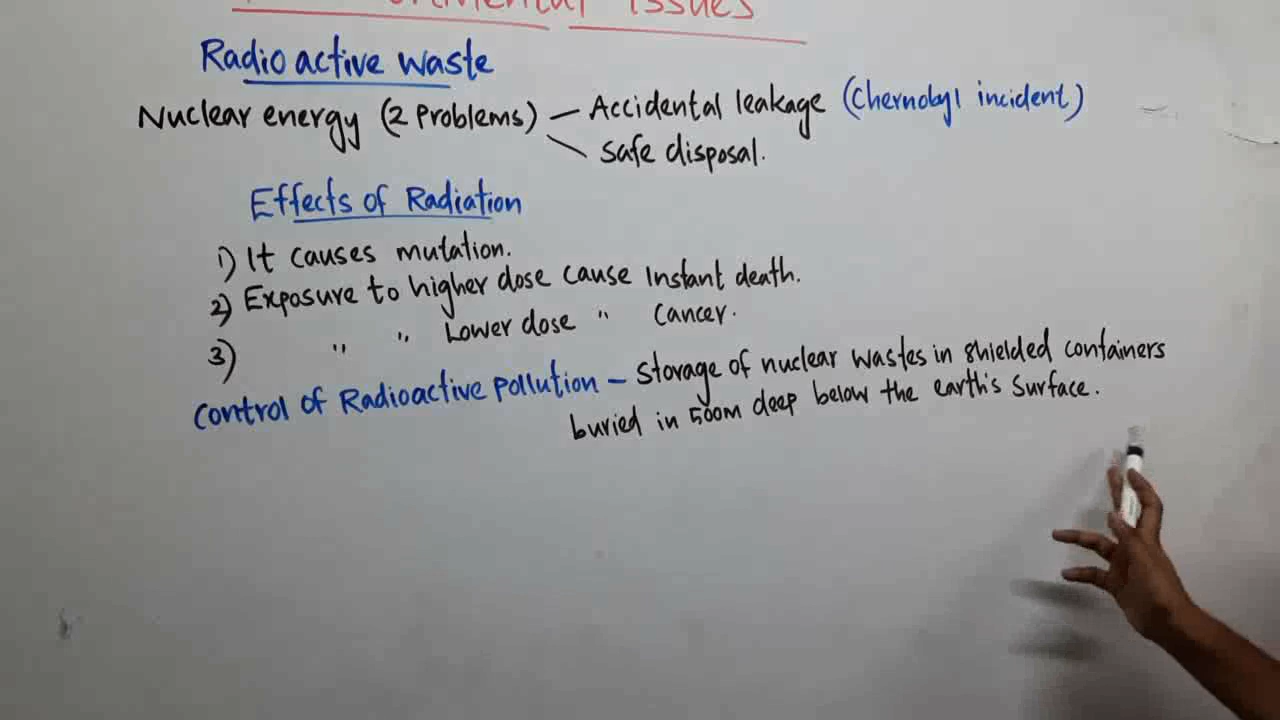 Issues
Radioactive waste
Nuclear energy (2 Problems) — Accidental leakage (Chernobyl incident)
Safe disposal.
Effects of Radiation
1) It causes mutation.
2) Exposure to higher dose cause instant death.
3) " " Lower dose " Cancer.
Control of Radioactive pollution – Storage of nuclear wastes in shielded containers
buried in 500m deep below the earth's surface.